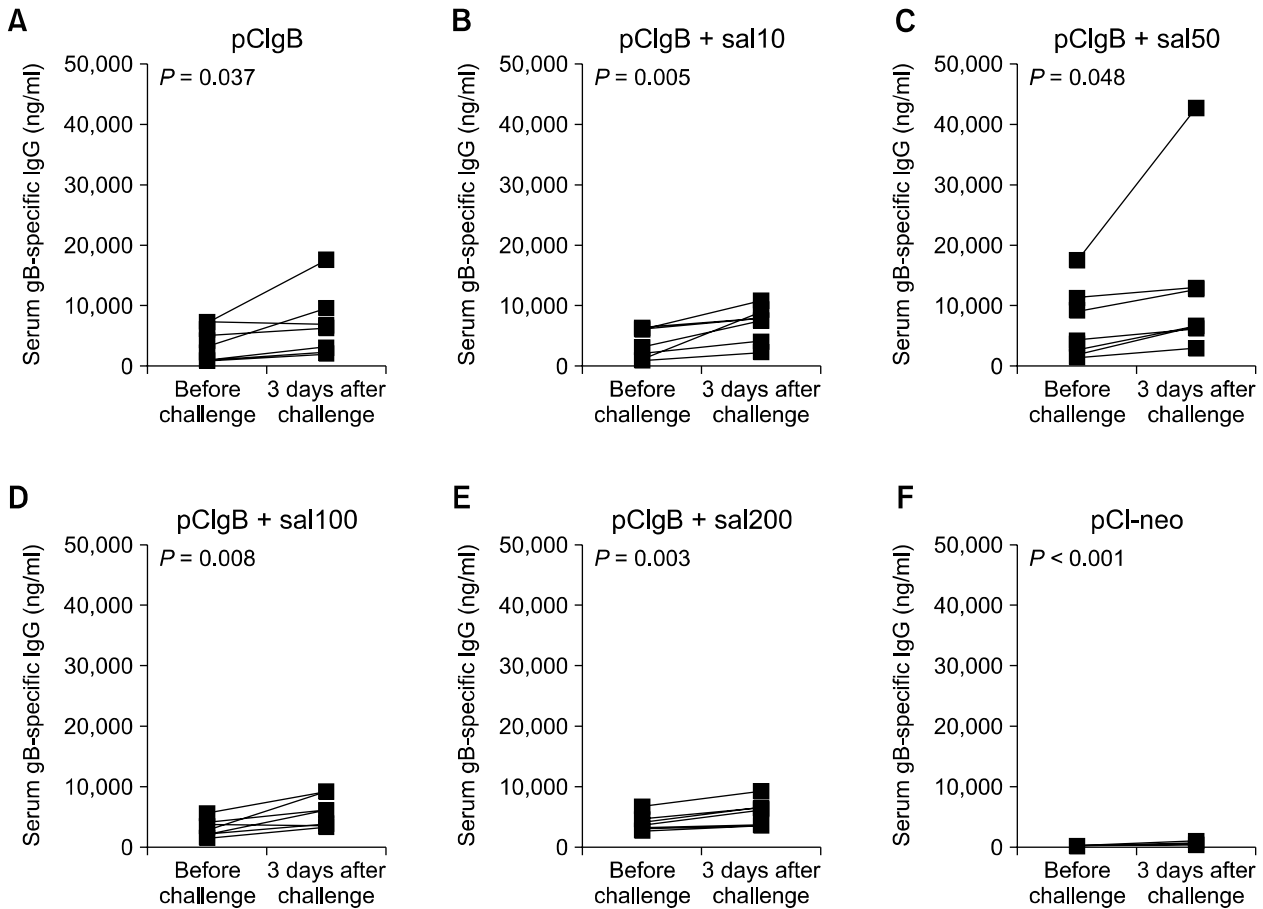 A
pCIgB
P = 0.037
Serum gB-specific IgG (ng/ml)
50,000
40,000
30,000
20,000
10,000
0
Before challenge
3 days after challenge
B
pCIgB + sal10
P = 0.005
Serum gB-specific IgG (ng/ml)
50,000
40,000
30,000
20,000
10,000
0
Before challenge
3 days after challenge
C
pCIgB + sal50
P = 0.048
Serum gB-specific IgG (ng/ml)
50,000
40,000
30,000
20,000
10,000
0
Before challenge
3 days after challenge
D
pCIgB + sal100
P = 0.008
Serum gB-specific IgG (ng/ml)
50,000
40,000
30,000
20,000
10,000
0
Before challenge
3 days after challenge
E
pCIgB + sal200
P = 0.003
Serum gB-specific IgG (ng/ml)
50,000
40,000
30,000
20,000
10,000
0
Before challenge
3 days after challenge
F
pCI-neo
P < 0.001
Serum gB-specific IgG (ng/ml)
50,000
40,000
30,000
20,000
10,000
0
Before challenge
3 days after challenge